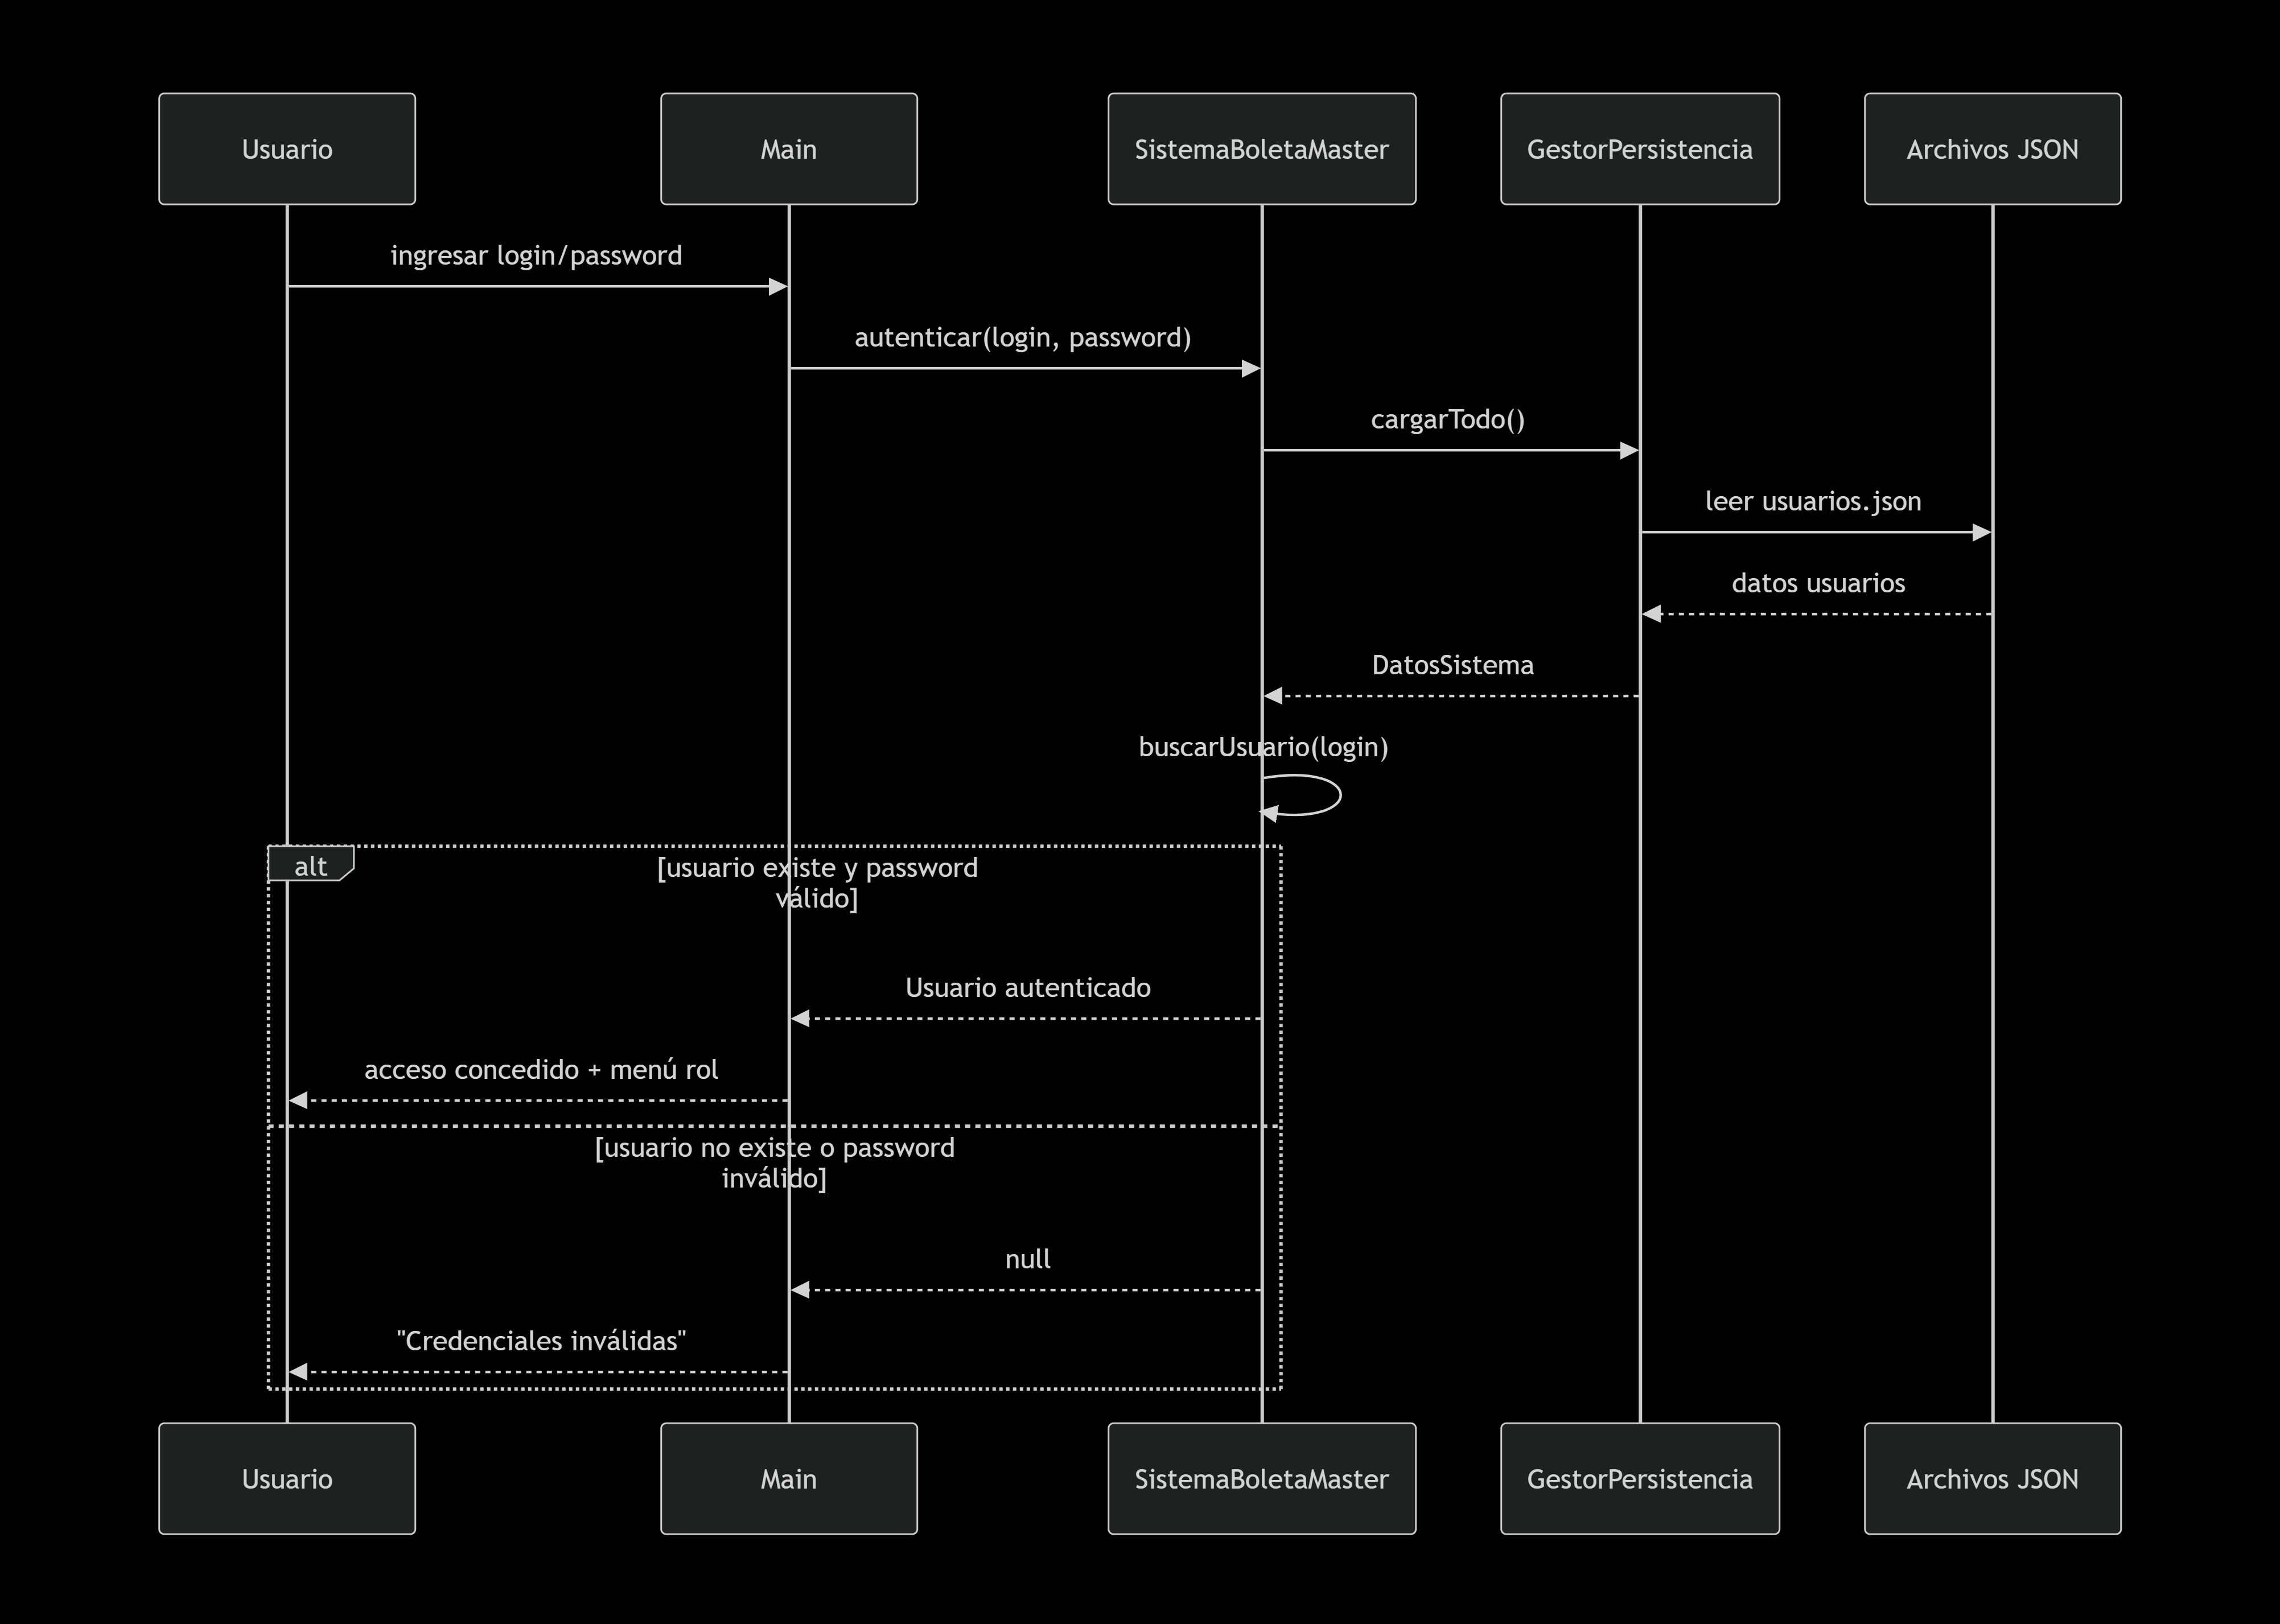 Usuario
Main
SistemaBoletaMaster
GestorPersistencia
Archivos JSON
ingresar login/password
autenticar(login, password)
cargarTodo()
leer usuarios.json
datos usuarios
DatosSistema
buscarUsuario(login)
alt
[usuario existe y password
válido]
Usuario autenticado
acceso concedido + menú rol
[usuario no existe o password
inválido]
null
"Credenciales inválidas"
Usuario
Main
SistemaBoletaMaster
GestorPersistencia
Archivos JSON